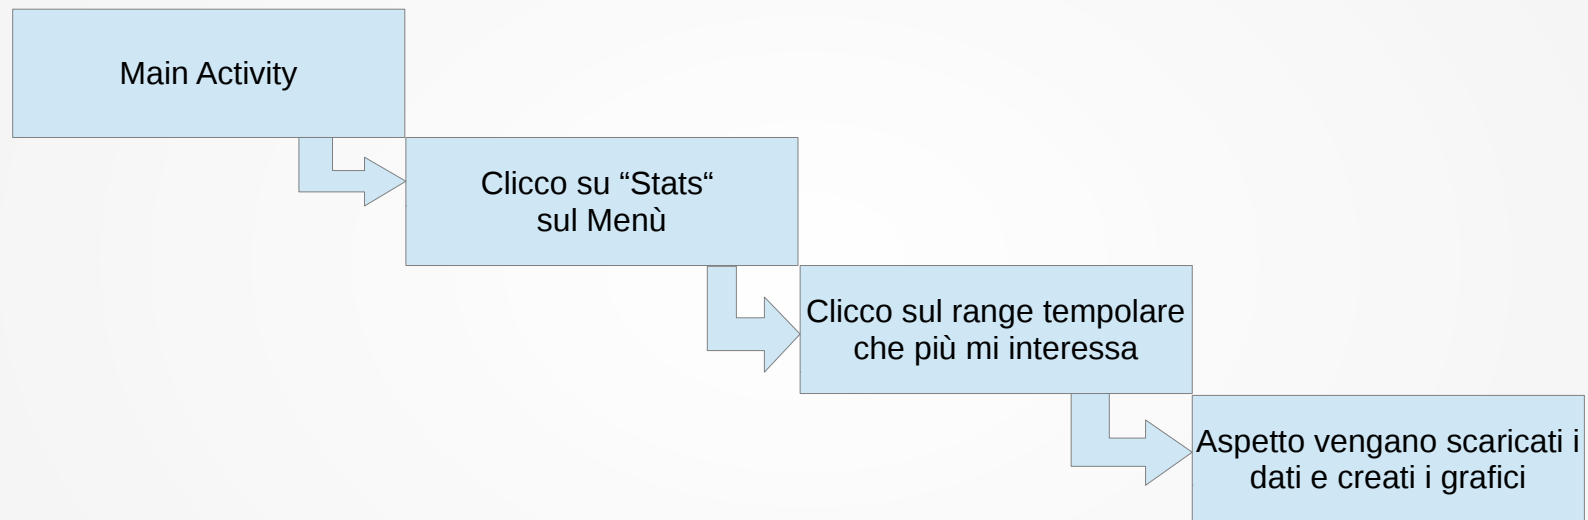 Main Activity
Clicco su “Stats“
sul Menù
Clicco sul range tempolare
che più mi interessa
Aspetto vengano scaricati i
dati e creati i grafici